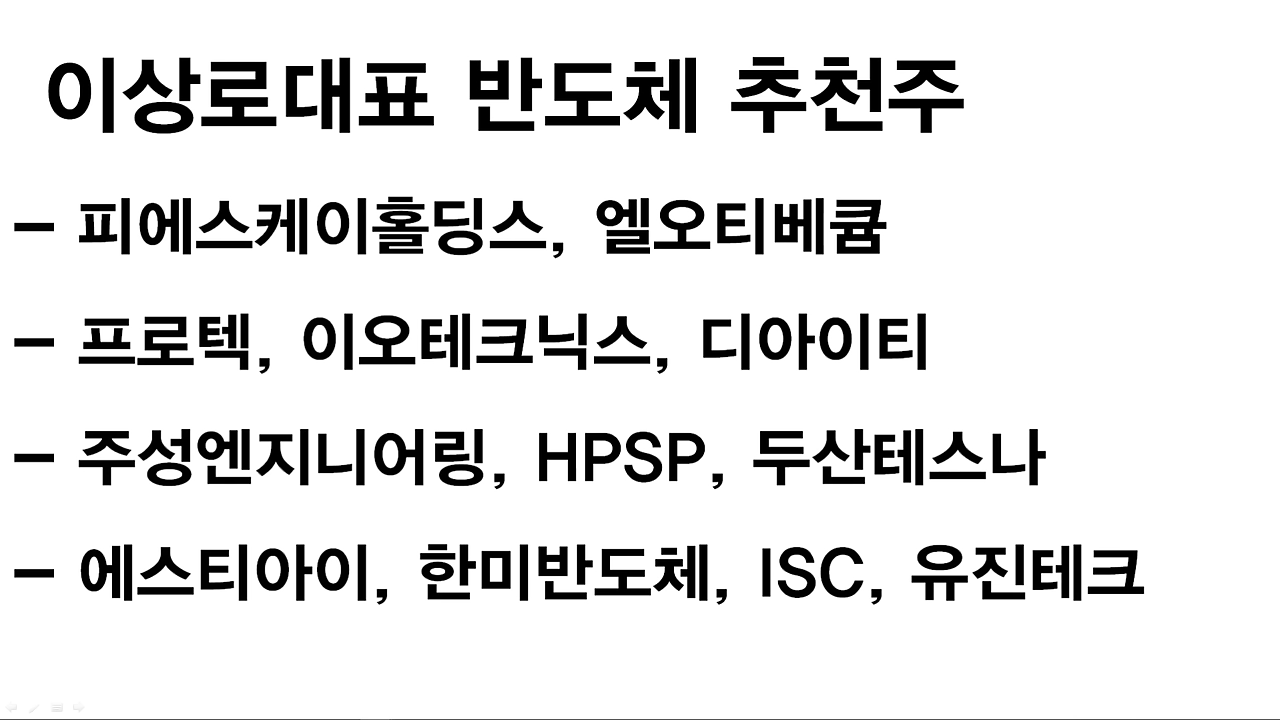 이상로대표 반도체 추천주
- 피에스케이홀딩스, 엘오티베큠
- 프로텍, 이오테크닉스, 디아이티
- 주성엔지니어링, HPSP, 두산테스나
- 에스티아이, 한미반도체, ISC, 유진테크